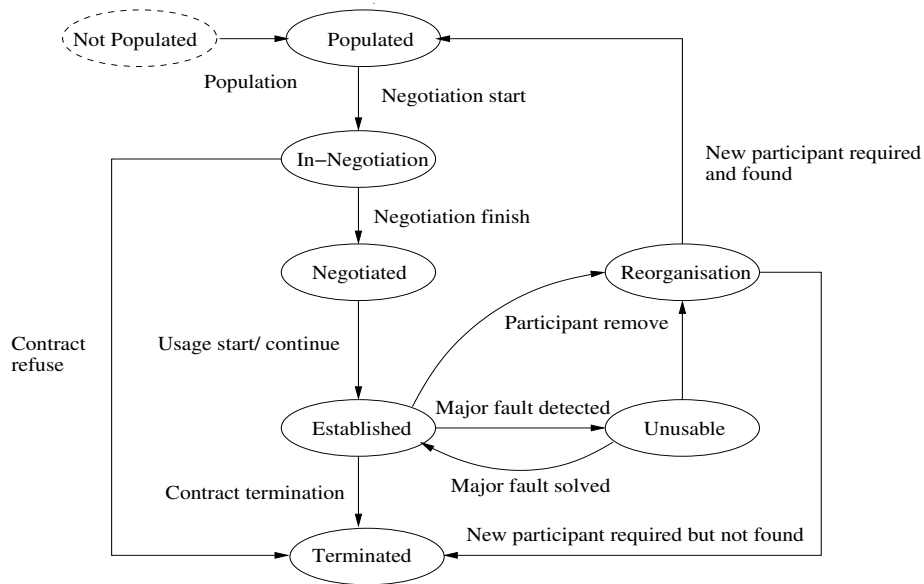 Not Populated
Populated
Population
Negotiation start
In−Negotiation
New participant required
and found
Negotiation finish
Negotiated
Reorganisation
Participant remove
Contract
refuse
Usage start/ continue
Major fault detected
Established
Unusable
Major fault solved
Contract termination
New participant required but not found
Terminated